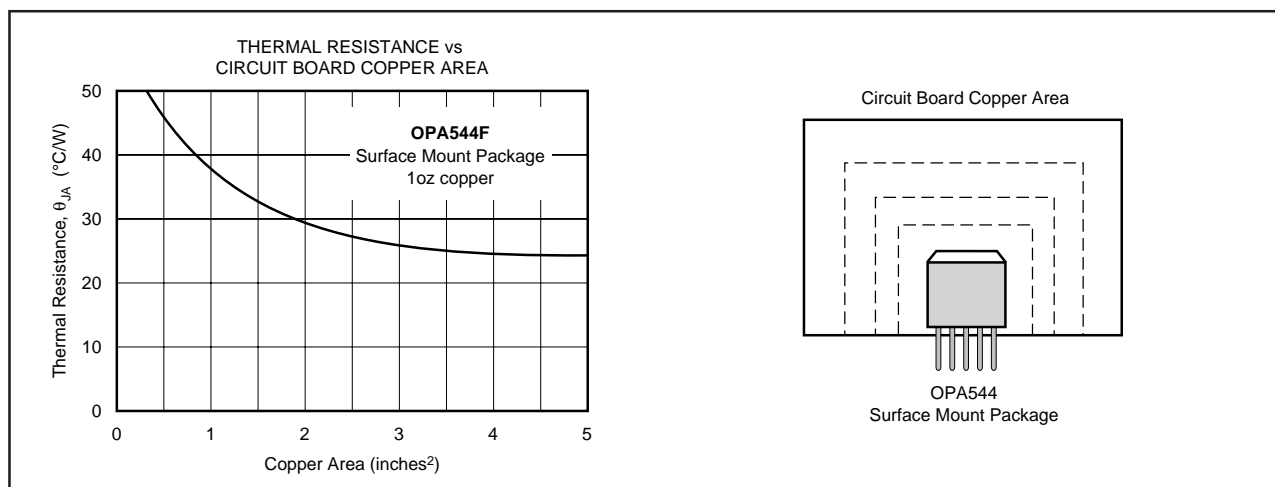 THERMAL RESISTANCE vs
CIRCUIT BOARD COPPER AREA
50
40
30
20
10
0
Thermal Resistance, θJA (°C/W)
OPA544F
Surface Mount Package
1oz copper
0 1 2 3 4 5
Copper Area (inches²)
Circuit Board Copper Area
OPA544
Surface Mount Package